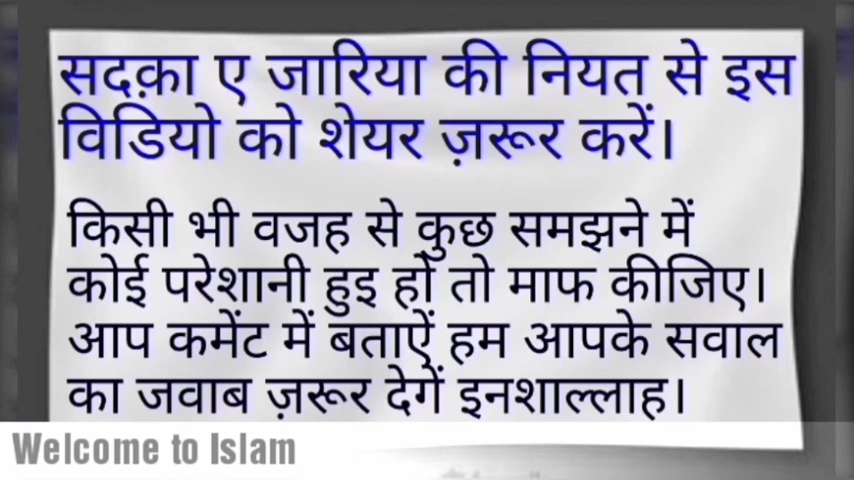 सदक़ा ए जारिया की नियत से इस
विडियो को शेयर ज़रूर करें।
किसी भी वजह से कुछ समझने में
कोई परेशानी हुइ हो तो माफ कीजिए।
आप कमेंट में बताऐं हम आपके सवाल
का जवाब ज़रूर देगें इनशाल्लाह।
Welcome to Islam